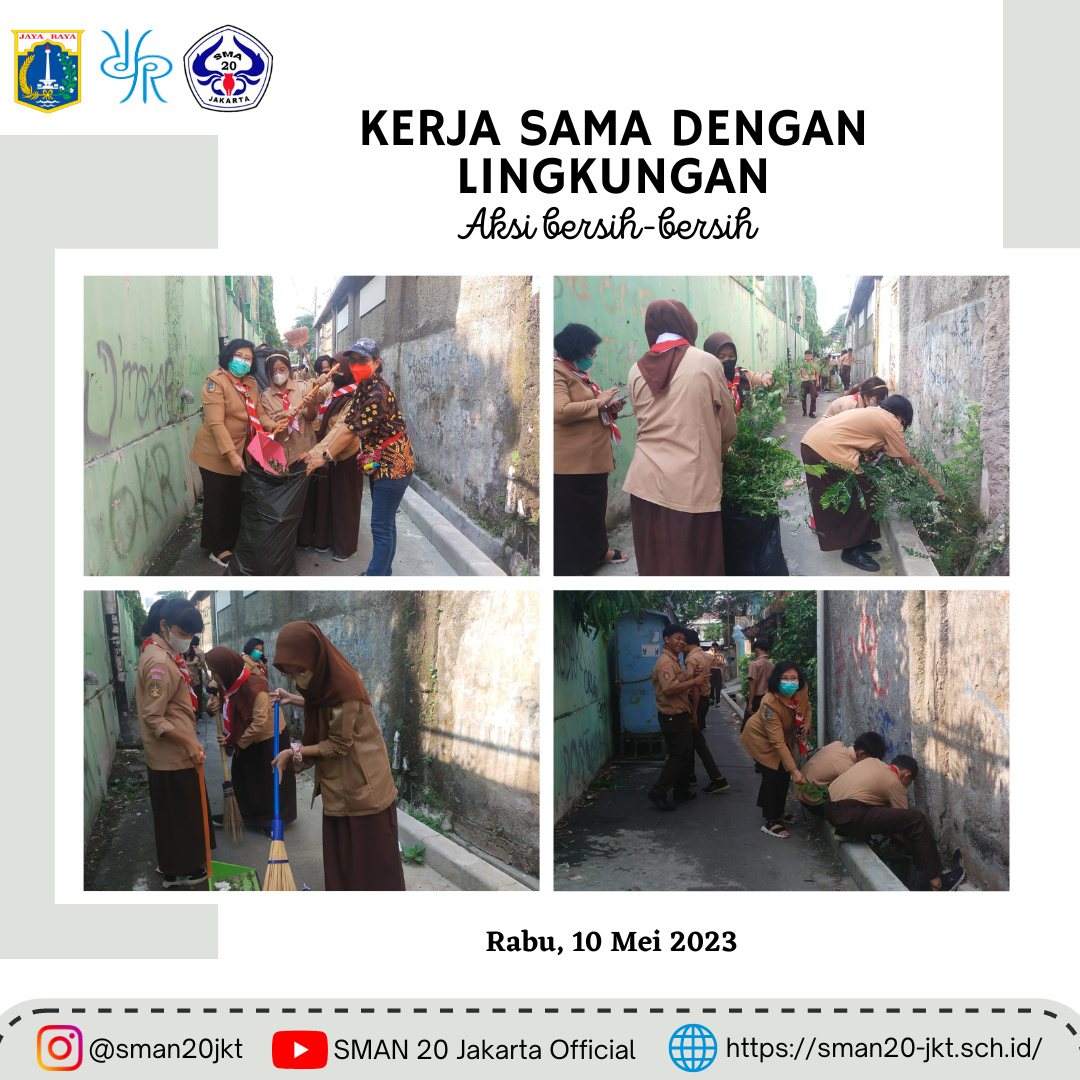 JAYA RAYA
SMA
20
JAKARTA
KERJA SAMA DENGAN
LINGKUNGAN
Aksi bersih-bersih
Rabu, 10 Mei 2023
@sman20jkt
SMAN 20 Jakarta Official
https://sman20-jkt.sch.id/